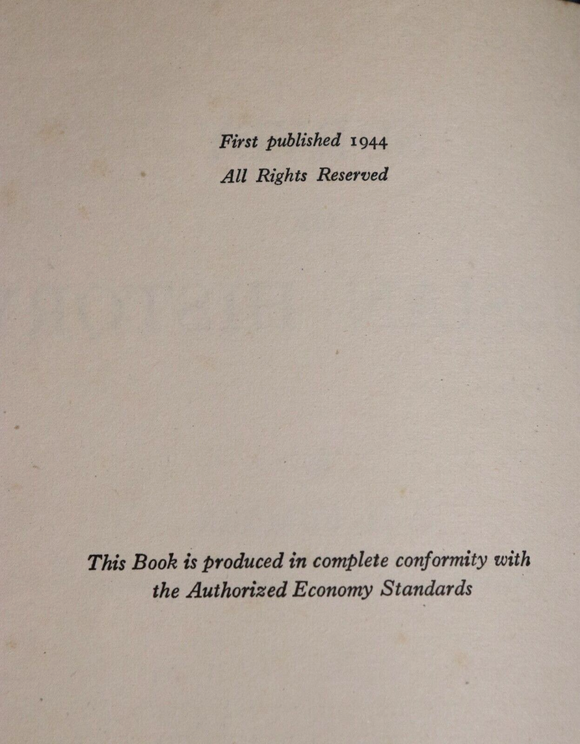 First published 1944
All Rights Reserved
This Book is produced in complete conformity with
the Authorized Economy Standards